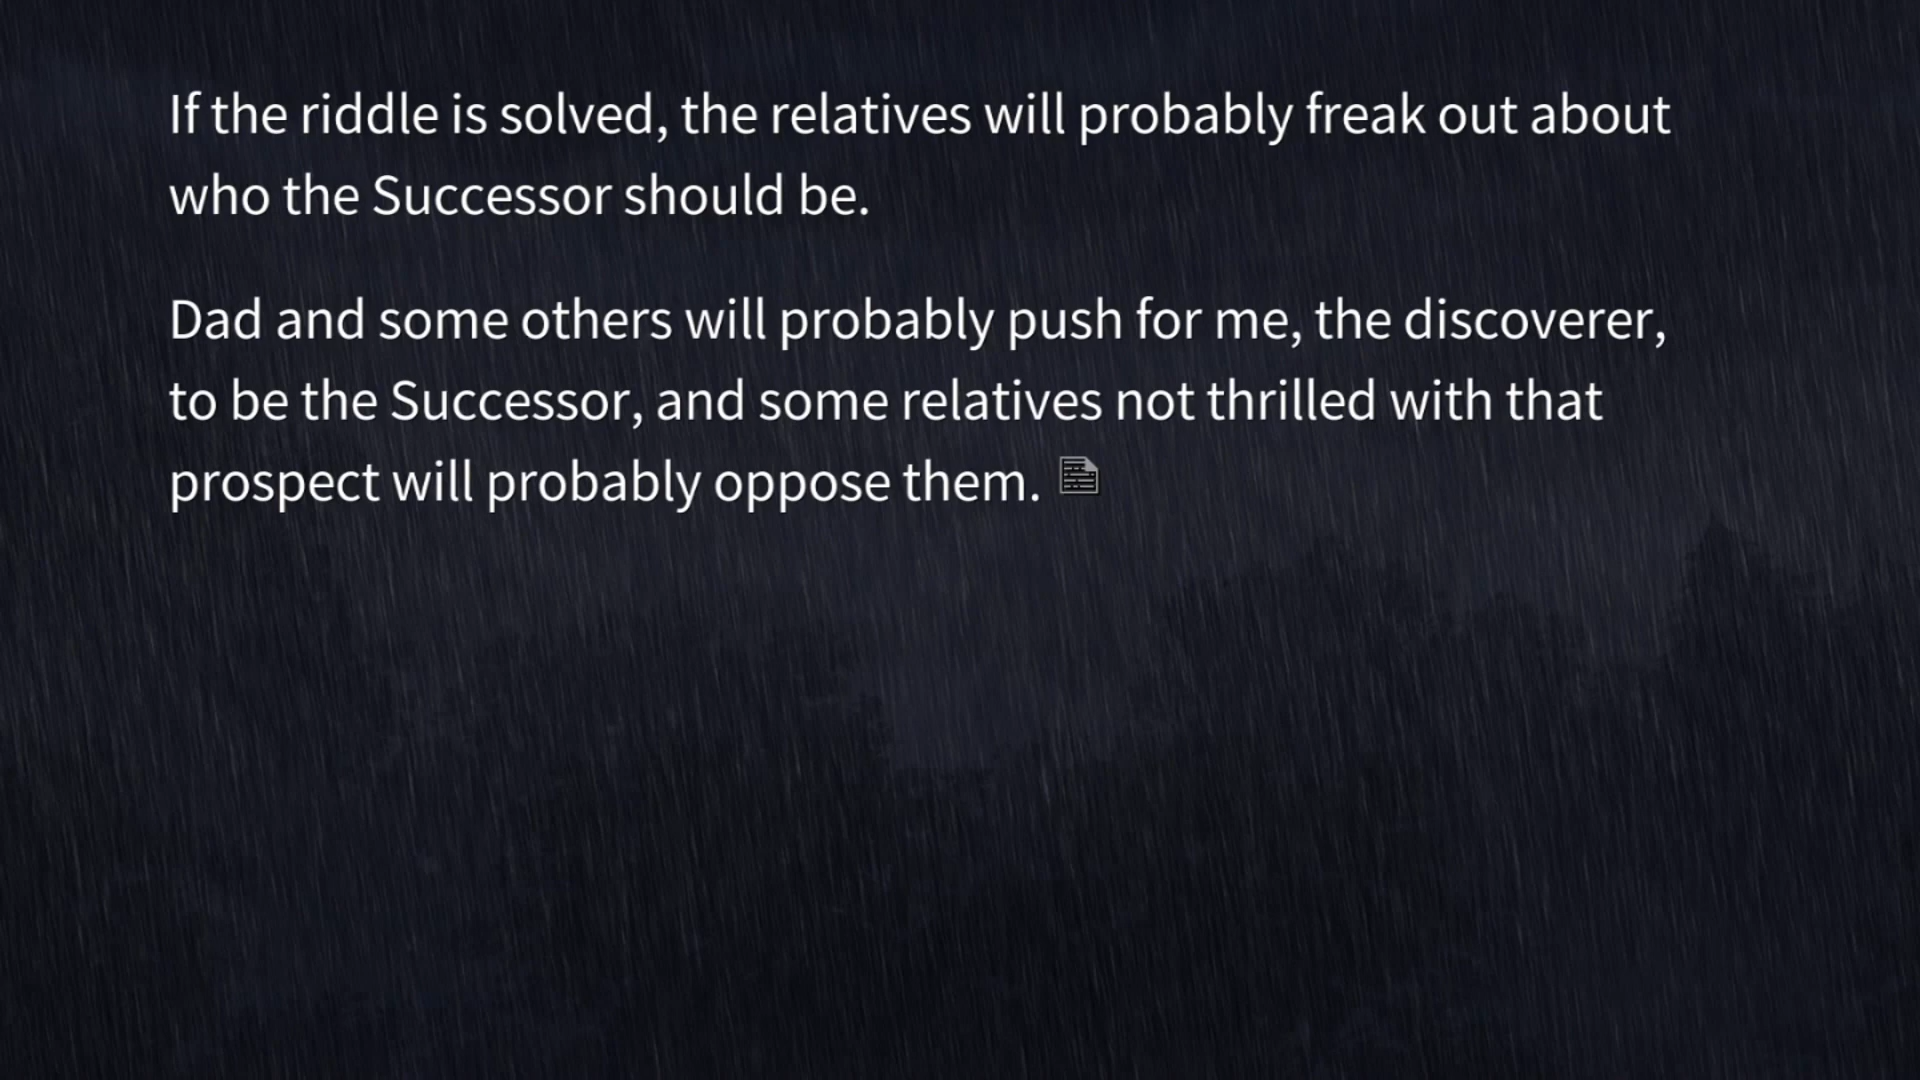 If the riddle is solved, the relatives will probably freak out about
who the Successor should be.
Dad and some others will probably push for me, the discoverer,
to be the Successor, and some relatives not thrilled with that
prospect will probably oppose them.